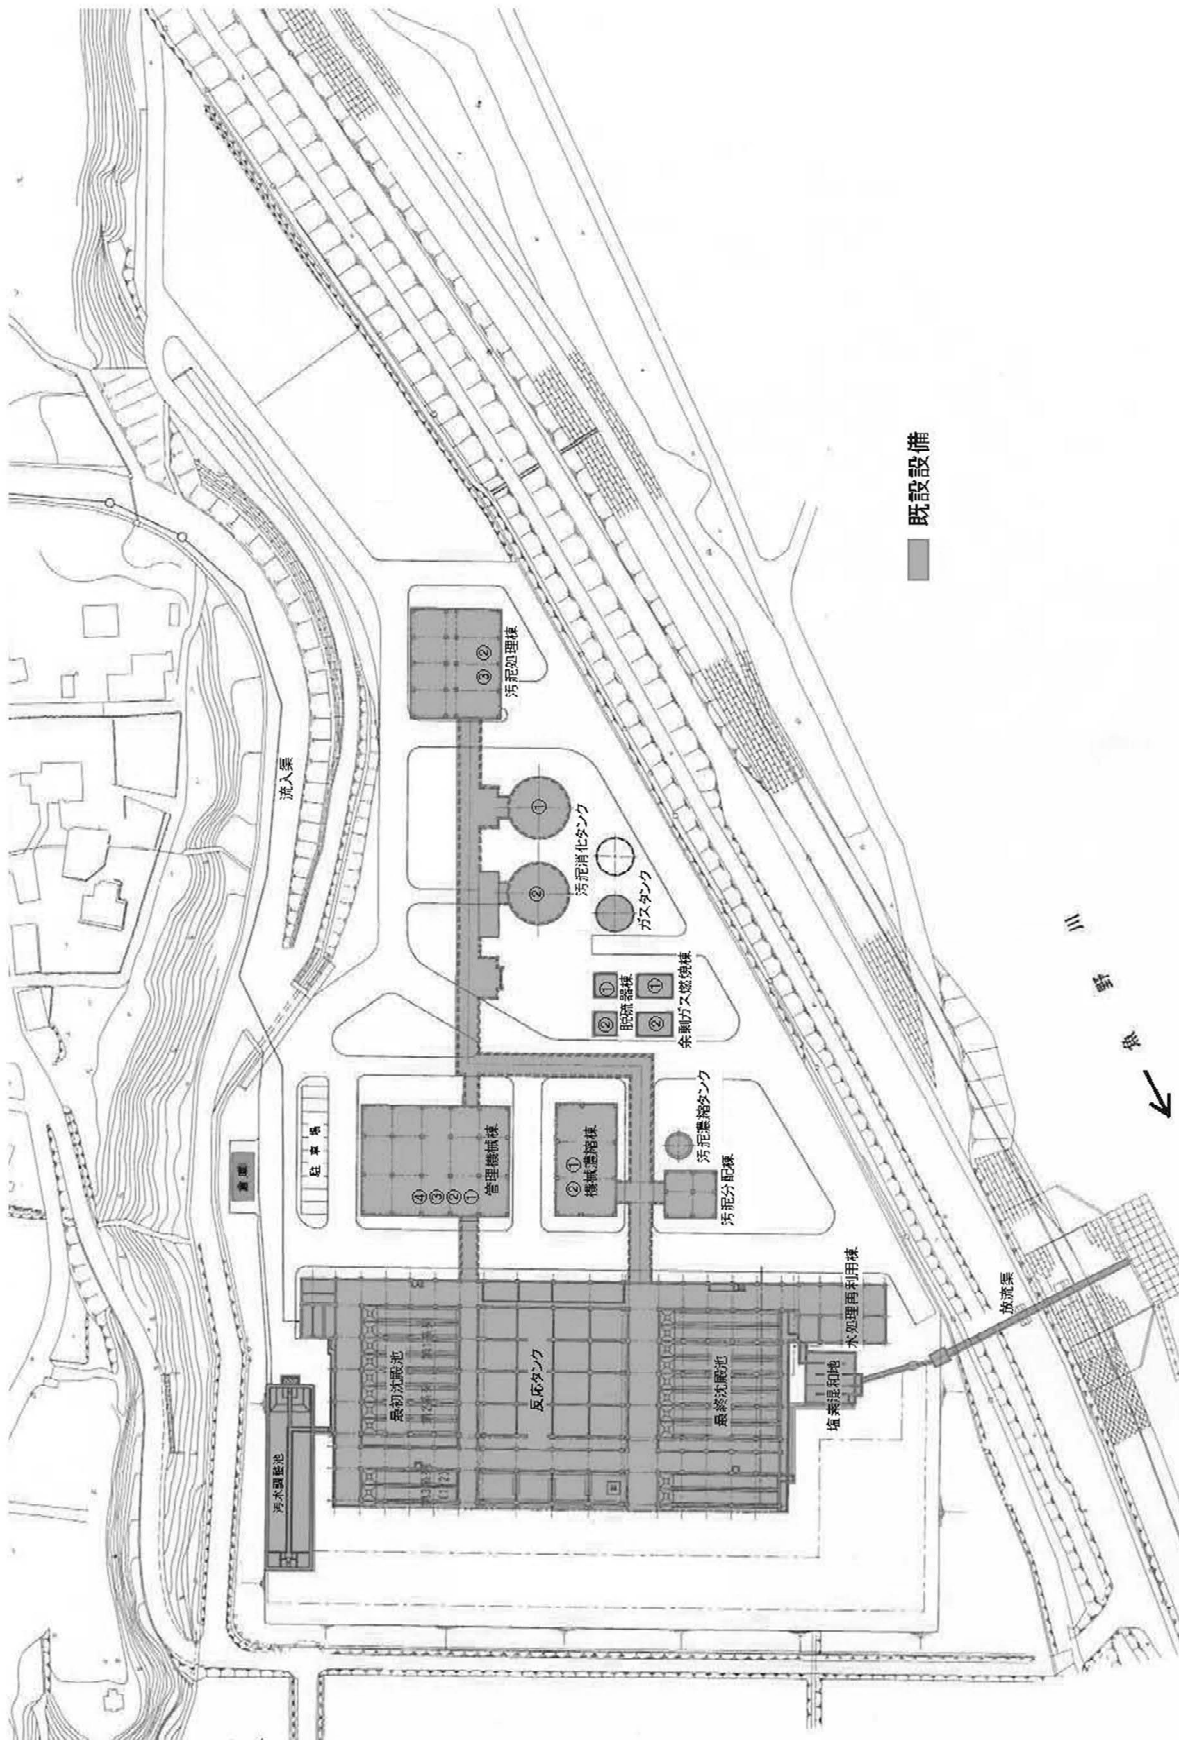 既設設備
流入渠
③ ②
汚泥処理棟
①
②
汚泥消化タンク
ガスタンク
① ②
脱硫器棟
① ②
余剰ガス燃焼棟
倉庫
駐車場
④
③
②
①
管理機械棟
② ①
機械濃縮棟
汚泥濃縮タンク
汚泥分配棟
汚水調整池
最初沈殿池
反応タンク
最終沈殿池
水処理再利用棟
塩素混和地
放流渠
魚野川